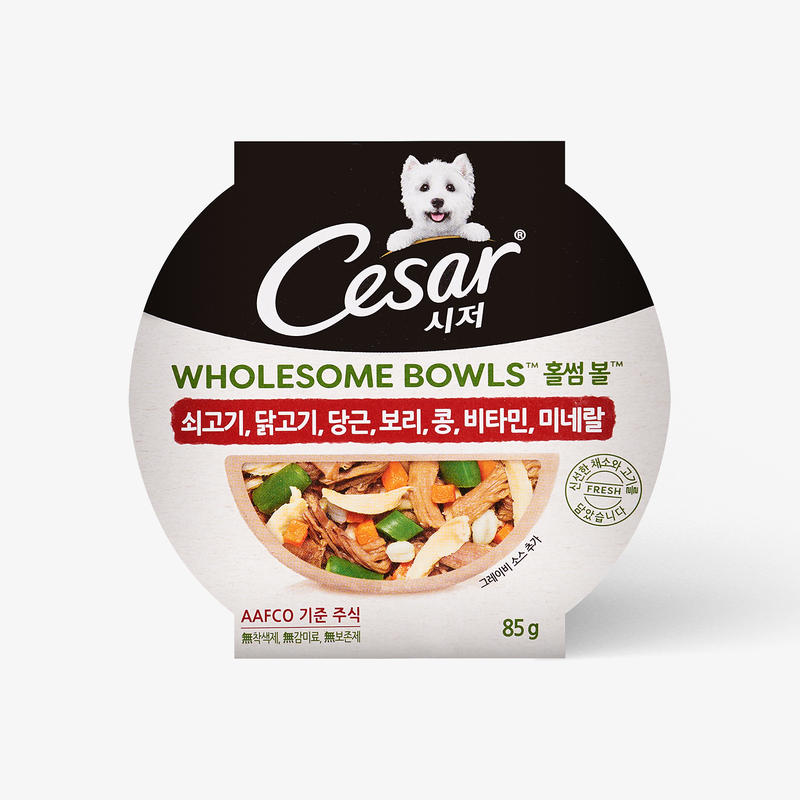 Cesar®
시저
WHOLESOME BOWLS™ 홀썸 볼™
쇠고기, 닭고기, 당근, 보리, 콩, 비타민, 미네랄
신선한 채소와 고기를
FRESH
담았습니다
그레이비 소스 추가
AAFCO 기준 주식
無착색제, 無감미료, 無보존제
85g